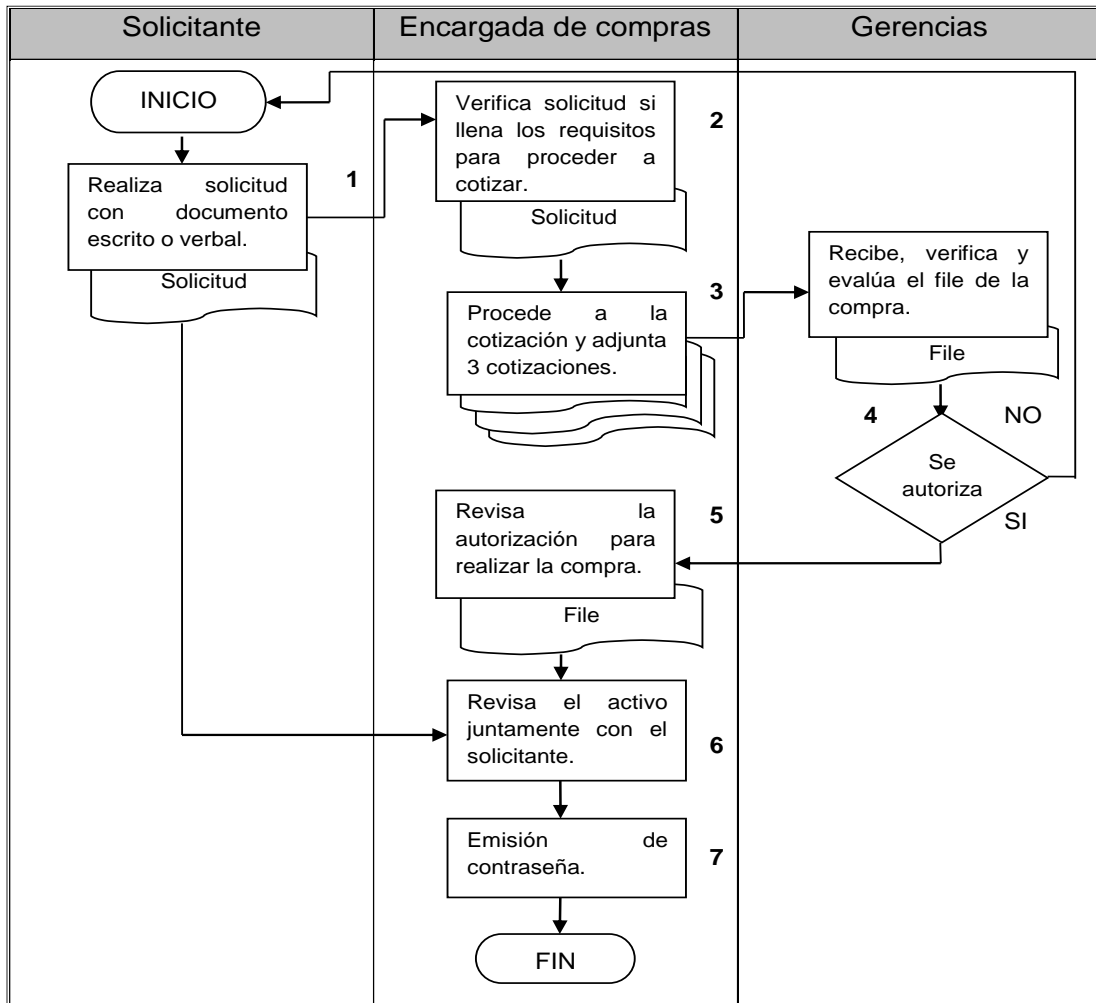 Solicitante
Encargada de compras
Gerencias
INICIO
Realiza solicitud
con documento
escrito o verbal.
1
Solicitud
Verifica solicitud si
llena los requisitos
para proceder a
cotizar.
2
Solicitud
Procede a la
cotización y adjunta
3 cotizaciones.
3
Recibe, verifica y
evalúa el file de la
compra.
File
4
NO
Se
autoriza
SI
Revisa la
autorización para
realizar la compra.
5
File
Revisa el activo
juntamente con el
solicitante.
6
Emisión de
contraseña.
7
FIN